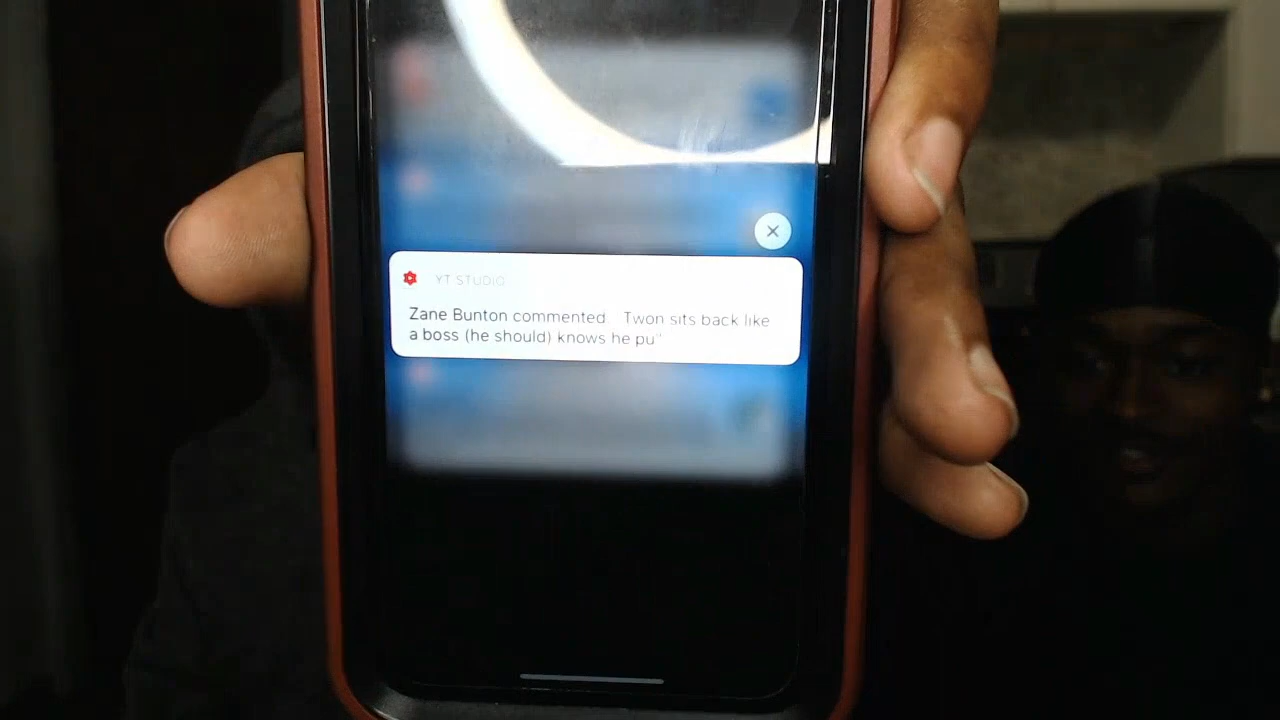 YT STUDIO
Zane Bunton commented Twon sits back like
a boss (he should) knows he pu"